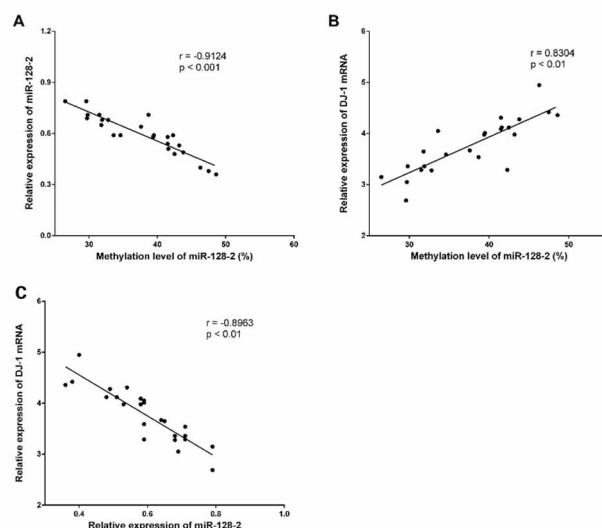 A
r = -0.9124
p < 0.001
Relative expression of miR-128-2
1.2
0.9
0.6
0.3
0.0
30 40 50 60
Methylation level of miR-128-2 (%)
B
r = 0.8304
p < 0.01
Relative expression of DJ-1 mRNA
6
5
4
3
2
30 40 50
Methylation level of miR-128-2 (%)
C
r = -0.8963
p < 0.01
Relative expression of DJ-1 mRNA
6
5
4
3
2
0.4 0.6 0.8 1.0
Relative expression of miR-128-2